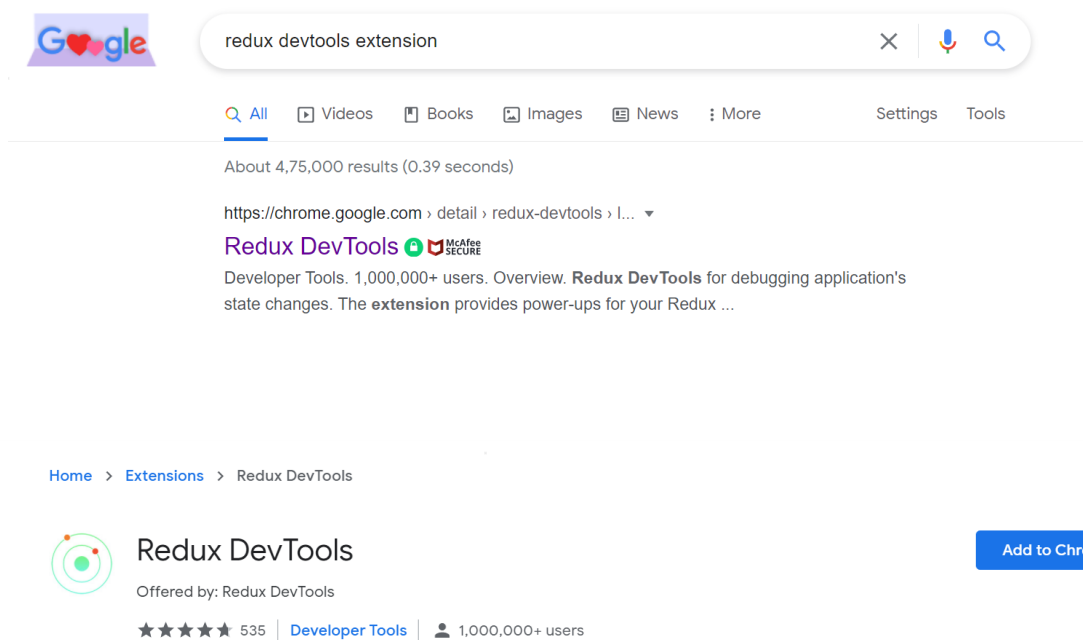 Google
redux devtools extension
All Videos Books Images News More Settings Tools
About 4,75,000 results (0.39 seconds)
https://chrome.google.com › detail › redux-devtools › l...
Redux DevTools McAfee SECURE
Developer Tools. 1,000,000+ users. Overview. Redux DevTools for debugging application's
state changes. The extension provides power-ups for your Redux ...
Home > Extensions > Redux DevTools
Redux DevTools
Add to Chr
Offered by: Redux DevTools
535 Developer Tools 1,000,000+ users